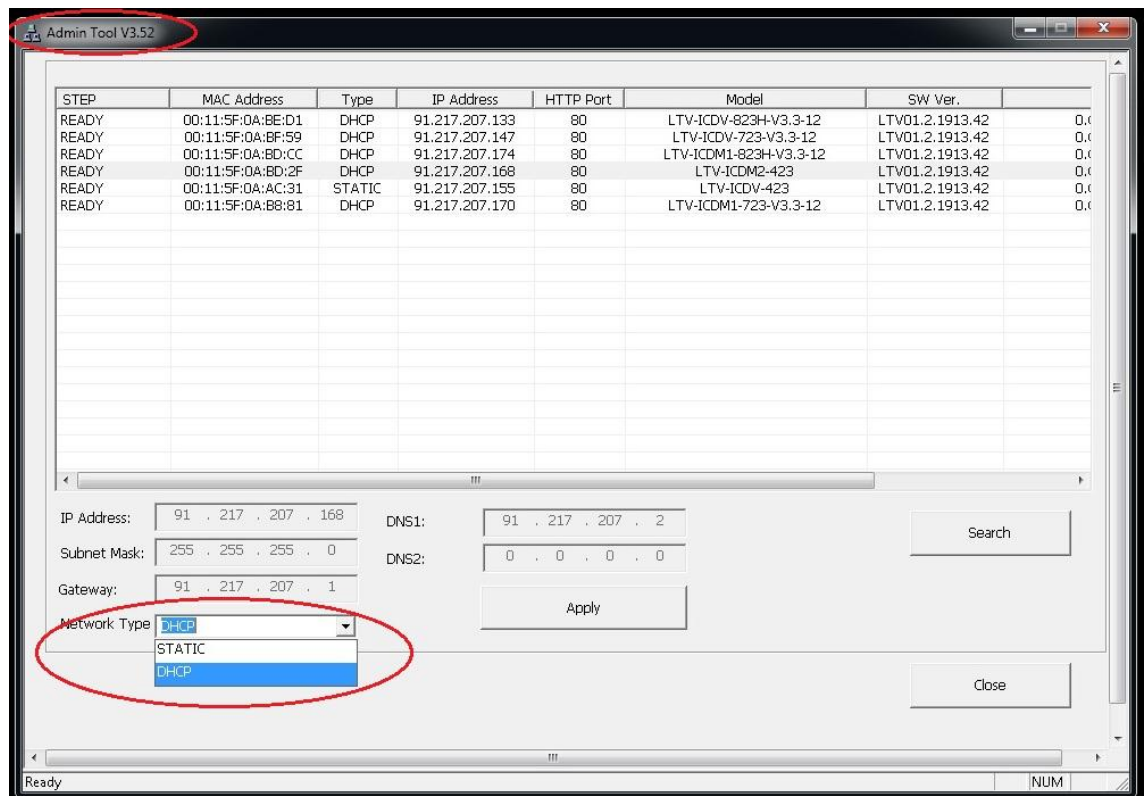 Admin Tool V3.52
STEP MAC Address Type IP Address HTTP Port Model SW Ver.
READY 00:11:5F:0A:BE:D1 DHCP 91.217.207.133 80 LTV-ICDV-823H-V3.3-12 LTV01.2.1913.42 0.(
READY 00:11:5F:0A:BF:59 DHCP 91.217.207.147 80 LTV-ICDV-723-V3.3-12 LTV01.2.1913.42 0.(
READY 00:11:5F:0A:BD:CC DHCP 91.217.207.174 80 LTV-ICDM1-823H-V3.3-12 LTV01.2.1913.42 0.(
READY 00:11:5F:0A:BD:2F DHCP 91.217.207.168 80 LTV-ICDM2-423 LTV01.2.1913.42 0.(
READY 00:11:5F:0A:AC:31 STATIC 91.217.207.155 80 LTV-ICDV-423 LTV01.2.1913.42 0.(
READY 00:11:5F:0A:B8:81 DHCP 91.217.207.170 80 LTV-ICDM1-723-V3.3-12 LTV01.2.1913.42 0.(
IP Address: 91 . 217 . 207 . 168 DNS1: 91 . 217 . 207 . 2
Search
Subnet Mask: 255 . 255 . 255 . 0 DNS2: 0 . 0 . 0 . 0
Gateway: 91 . 217 . 207 . 1
Apply
Network Type DHCP
STATIC
DHCP
Close
Ready NUM